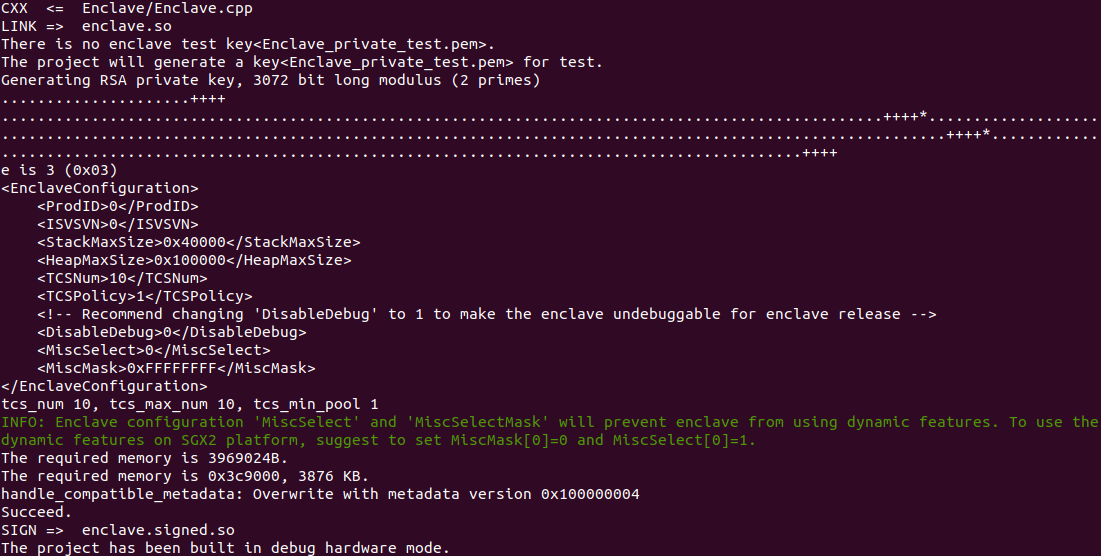 CXX  <=  Enclave/Enclave.cpp
LINK =>  enclave.so
There is no enclave test key<Enclave_private_test.pem>.
The project will generate a key<Enclave_private_test.pem> for test.
Generating RSA private key, 3072 bit long modulus (2 primes)
.....................++++
..................................................................................................++++*...................
.........................................................................................................++++*............
.........................................................................................++++
e is 3 (0x03)
<EnclaveConfiguration>
    <ProdID>0</ProdID>
    <ISVSVN>0</ISVSVN>
    <StackMaxSize>0x40000</StackMaxSize>
    <HeapMaxSize>0x100000</HeapMaxSize>
    <TCSNum>10</TCSNum>
    <TCSPolicy>1</TCSPolicy>
    <!-- Recommend changing 'DisableDebug' to 1 to make the enclave undebuggable for enclave release -->
    <DisableDebug>0</DisableDebug>
    <MiscSelect>0</MiscSelect>
    <MiscMask>0xFFFFFFFF</MiscMask>
</EnclaveConfiguration>
tcs_num 10, tcs_max_num 10, tcs_min_pool 1
INFO: Enclave configuration 'MiscSelect' and 'MiscSelectMask' will prevent enclave from using dynamic features. To use the
dynamic features on SGX2 platform, suggest to set MiscMask[0]=0 and MiscSelect[0]=1.
The required memory is 3969024B.
The required memory is 0x3c9000, 3876 KB.
handle_compatible_metadata: Overwrite with metadata version 0x100000004
Succeed.
SIGN =>  enclave.signed.so
The project has been built in debug hardware mode.